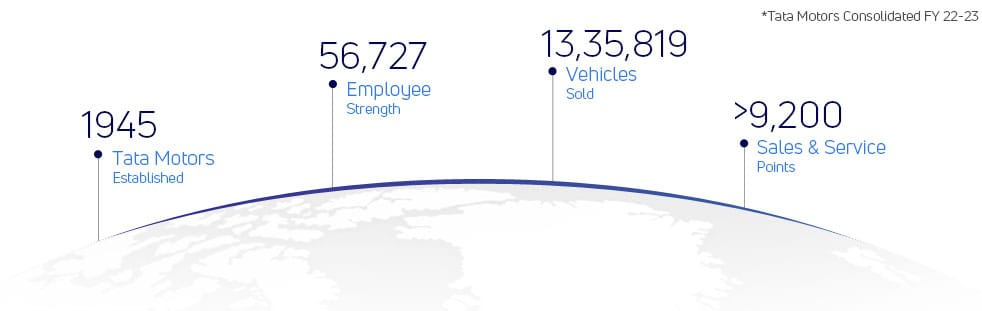 *Tata Motors Consolidated FY 22-23
1945
Tata Motors
Established
56,727
Employee
Strength
13,35,819
Vehicles
Sold
>9,200
Sales & Service
Points